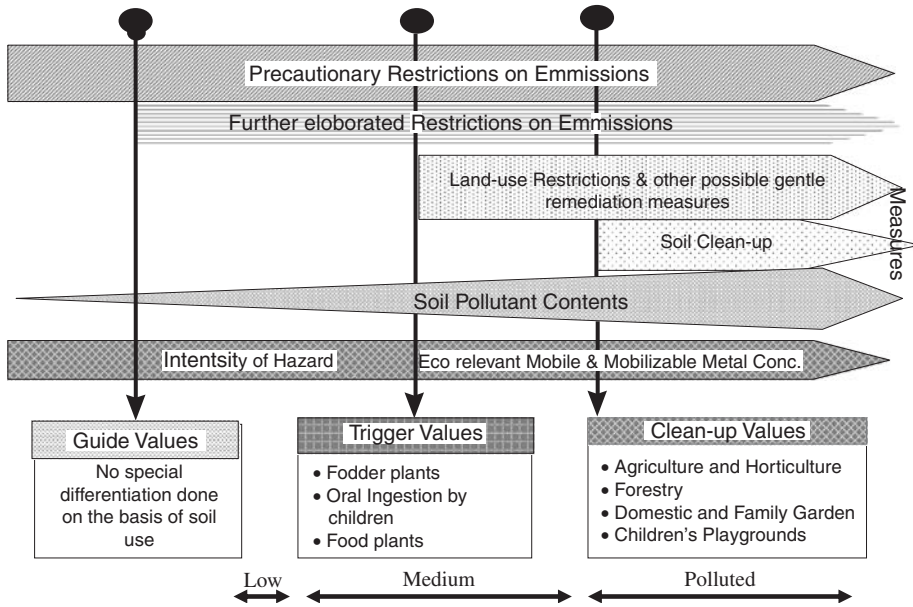 Precautionary Restrictions on Emmissions
Further eloborated Restrictions on Emmissions
Land-use Restrictions & other possible gentle
remediation measures
Soil Clean-up
Measures
Soil Pollutant Contents
Intentsity of Hazard
Eco relevant Mobile & Mobilizable Metal Conc.
Guide Values
No special
differentiation done
on the basis of soil
use
Trigger Values
• Fodder plants
• Oral Ingestion by
children
• Food plants
Clean-up Values
• Agriculture and Horticulture
• Forestry
• Domestic and Family Garden
• Children's Playgrounds
Low
Medium
Polluted